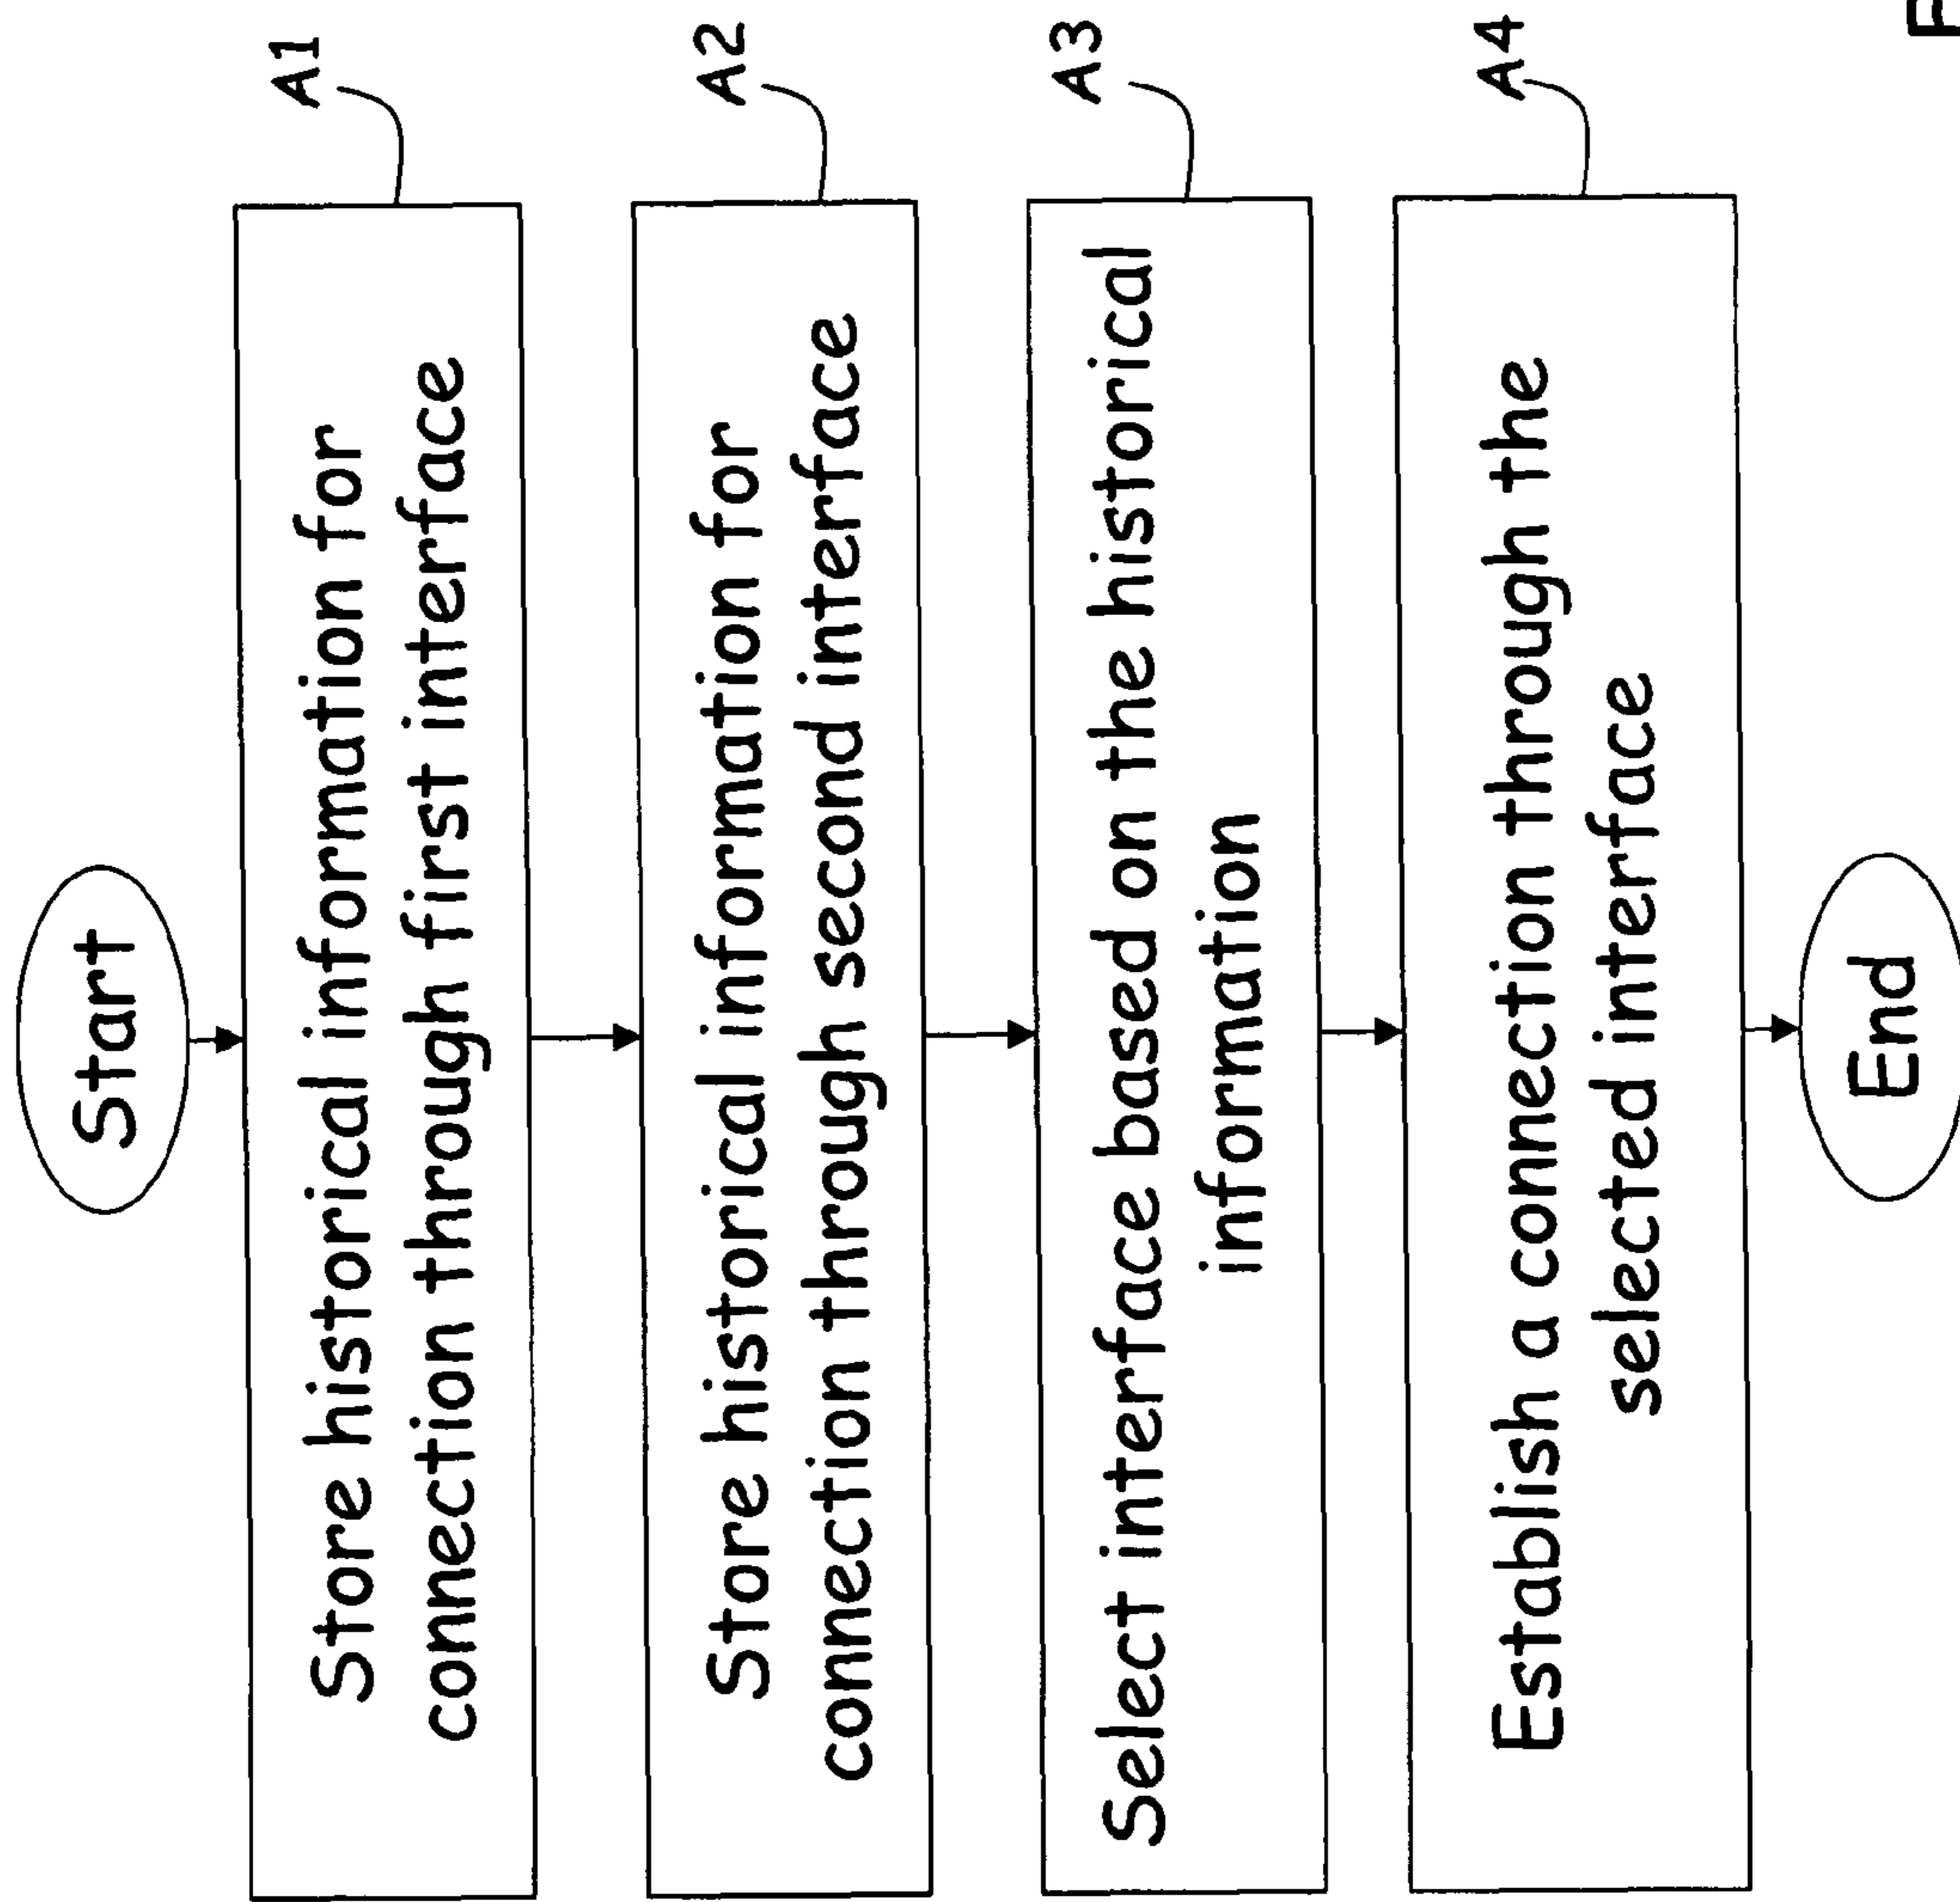 Start
Store historical information for
connection through first interface
A1
Store historical information for
connection through second interface
A2
Select interface based on the historical
information
A3
Establish a connection through the
selected interface
A4
End